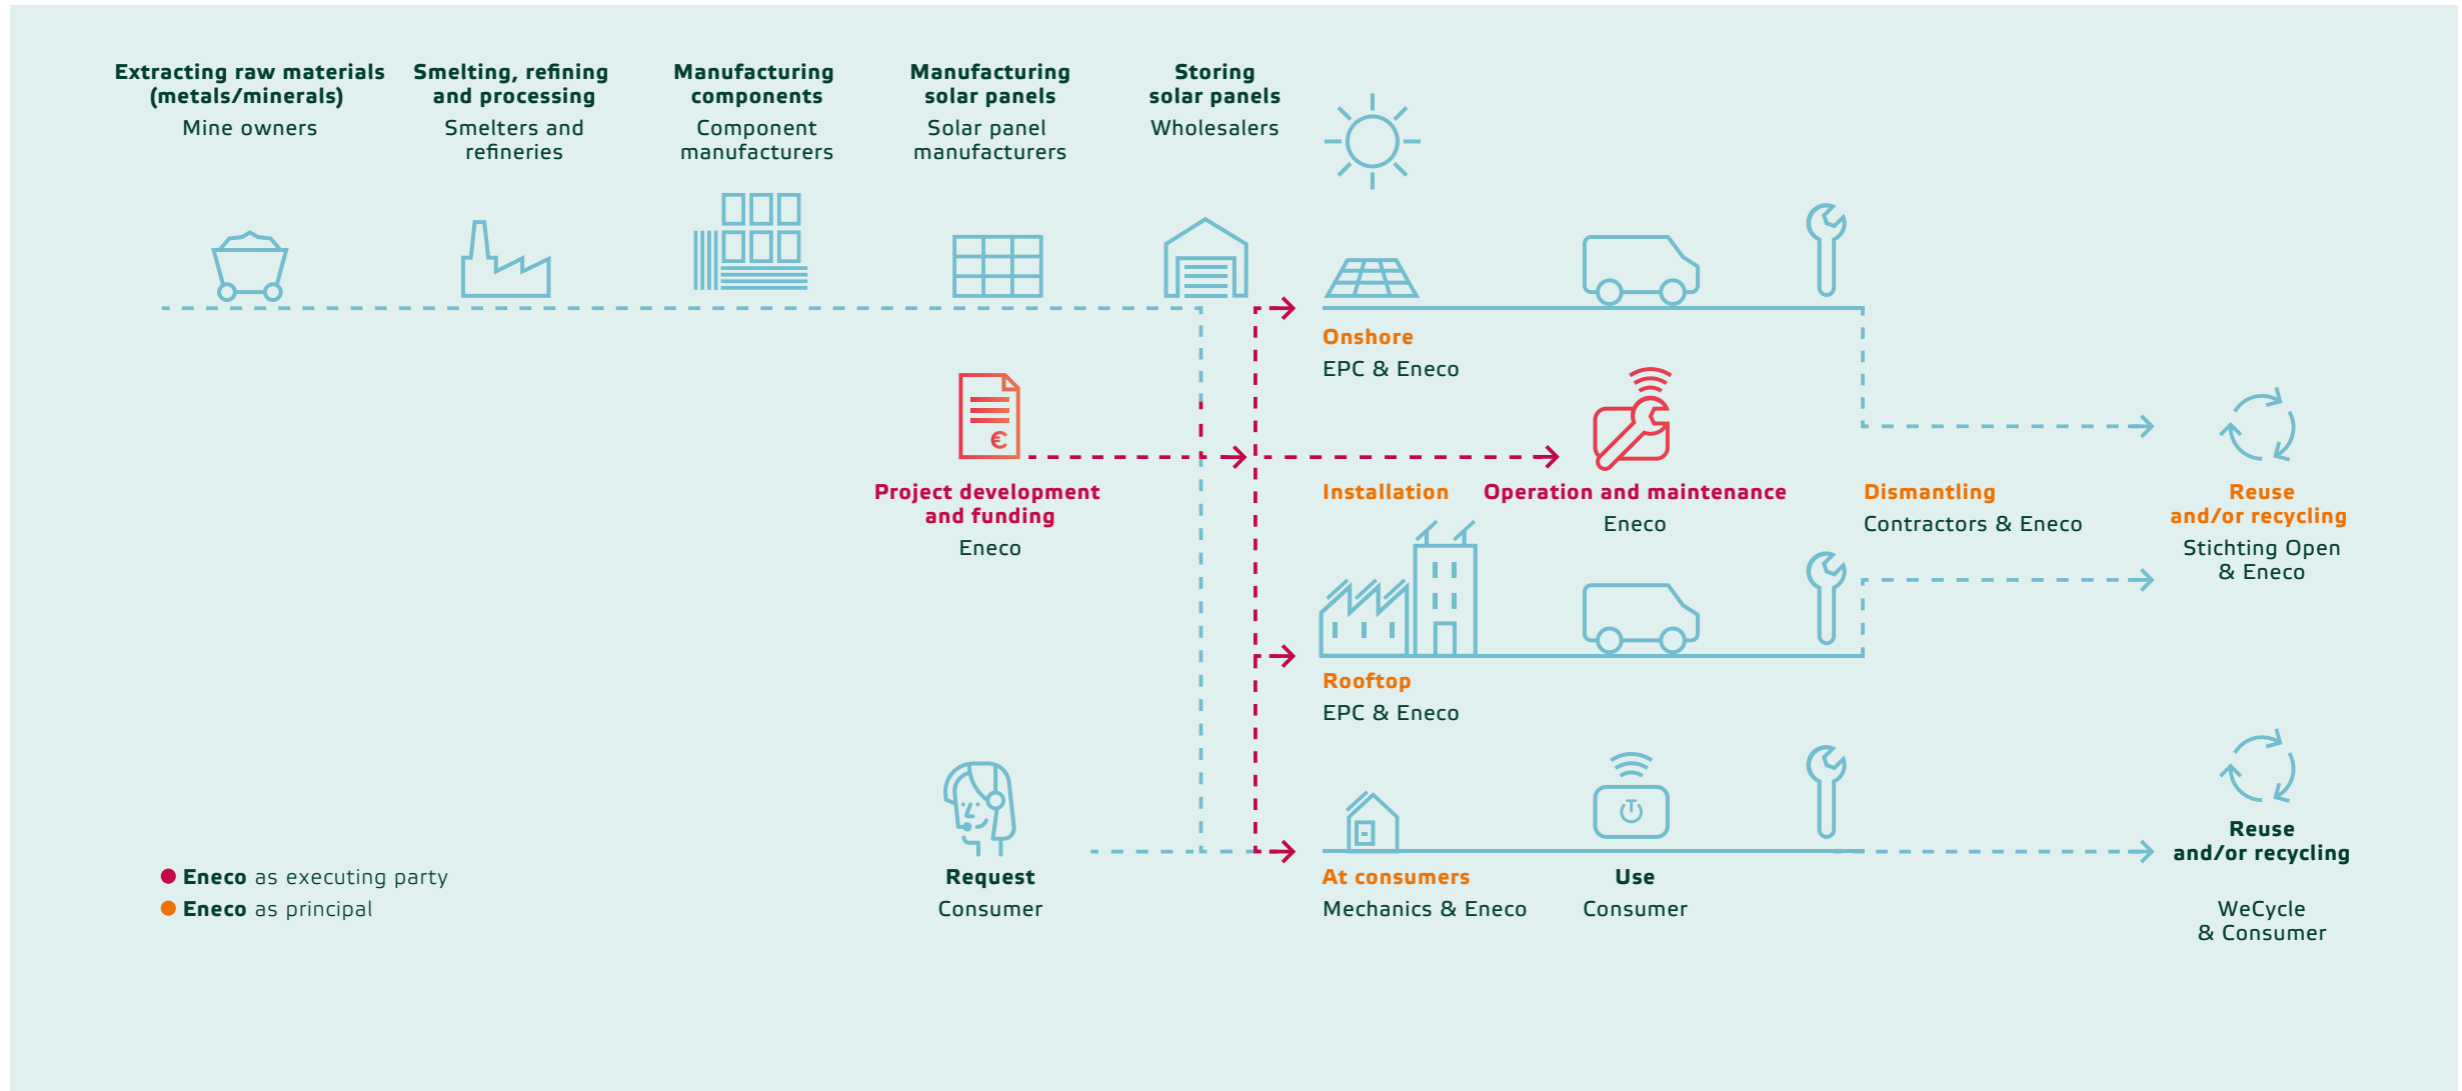 Extracting raw materials
(metals/minerals)
Mine owners
Smelting, refining
and processing
Smelters and
refineries
Manufacturing
components
Component
manufacturers
Manufacturing
solar panels
Solar panel
manufacturers
Storing
solar panels
Wholesalers
Onshore
EPC & Eneco
€
Project development
and funding
Eneco
Installation
Operation and maintenance
Eneco
Dismantling
Contractors & Eneco
Reuse
and/or recycling
Stichting Open
& Eneco
Rooftop
EPC & Eneco
Request
Consumer
At consumers
Mechanics & Eneco
Use
Consumer
Reuse
and/or recycling
WeCycle
& Consumer
Eneco as executing party
Eneco as principal